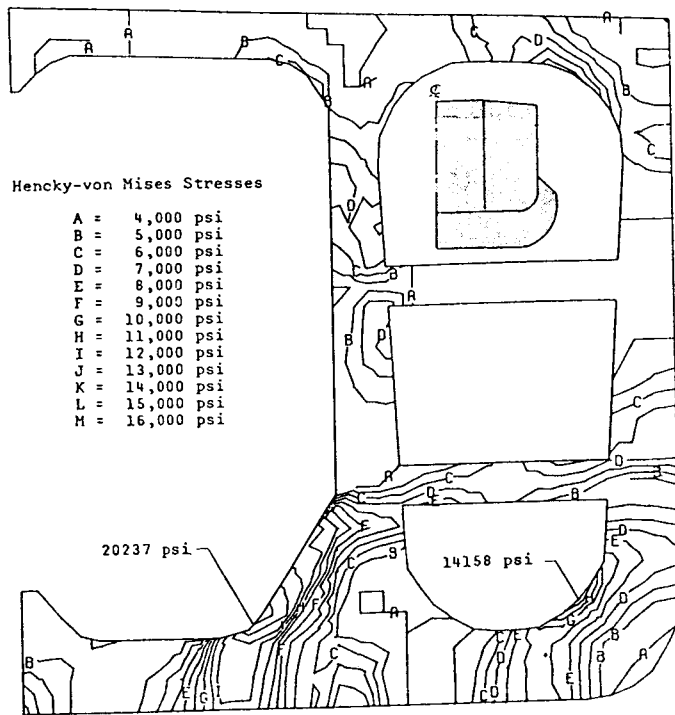 ℄
Hencky-von Mises Stresses
A = 4,000 psi
B = 5,000 psi
C = 6,000 psi
D = 7,000 psi
E = 8,000 psi
F = 9,000 psi
G = 10,000 psi
H = 11,000 psi
I = 12,000 psi
J = 13,000 psi
K = 14,000 psi
L = 15,000 psi
M = 16,000 psi
20237 psi
14158 psi